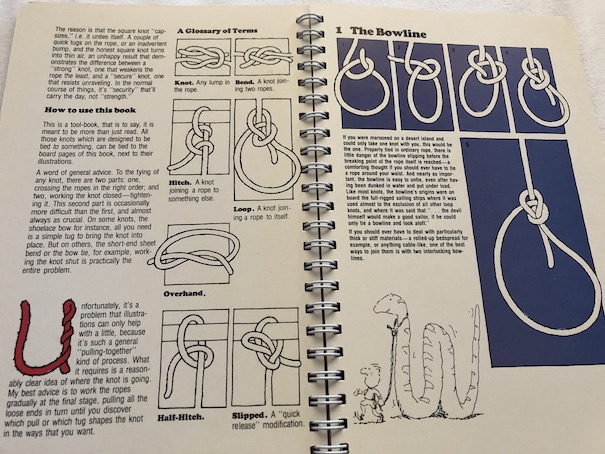 The reason is that the square knot "cap-
sizes," i.e. it unties itself. A couple of
quick tugs on the rope, or an inadvertent
bump, and the honest square knot turns
into thin air, an unhappy result that dem-
onstrates the difference between a
"strong" knot, one that weakens the
rope the least, and a "secure" knot, one
that resists unraveling. In the normal
course of things, it's "security" that'll
carry the day, not "strength."
How to use this book
This is a tool-book, that is to say, it is
meant to be more than just read. All
those knots which are designed to be
tied to something, can be tied to the
board pages of this book, next to their
illustrations.
A word of general advice. To the tying of
any knot, there are two parts: one,
crossing the ropes in the right order; and
two, working the knot closed—tighten-
ing it. This second part is occasionally
more difficult than the first, and almost
always as crucial. On some knots, the
shoelace bow for instance, all you need
is a simple tug to bring the knot into
place. But on others, the short-end sheet
bend or the bow tie, for example, work-
ing the knot shut is practically the
entire problem.
Unfortunately, it's a
problem that illustra-
tions can only help
with a little, because
it's such a general
"pulling-together"
kind of process. What
it requires is a reason-
ably clear idea of where the knot is going.
My best advice is to work the ropes
gradually at the final stage, pulling all the
loose ends in turn until you discover
which pull or which tug shapes the knot
in the ways that you want.
A Glossary of Terms
Knot. Any lump in
the rope.
Bend. A knot join-
ing two ropes.
Hitch. A knot
joining a rope to
something else.
Loop. A knot join-
ing a rope to itself.
Overhand.
Half-Hitch.
Slipped. A "quick
release" modification.
1 The Bowline
If you were marooned on a desert island and
could only take one knot with you, this would be
the one. Properly tied in ordinary rope, there is
little danger of the bowline slipping before the
breaking point of the rope itself is reached—a
comforting thought if you should ever have to tie
a rope around your waist. And nearly as impor-
tant, the bowline is easy to untie, even after hav-
ing been dunked in water and put under load.
Like most knots, the bowline's origins were on
board the full-rigged sailing ships where it was
used almost to the exclusion of all other loop
knots, and where it was said that "... the devil
himself would make a good sailor, if he could
only tie a bowline and look aloft."
If you should ever have to deal with particularly
thick or stiff materials—a rolled-up bedspread for
example, or anything cable-like, one of the best
ways to join them is with two interlocking bow-
lines.